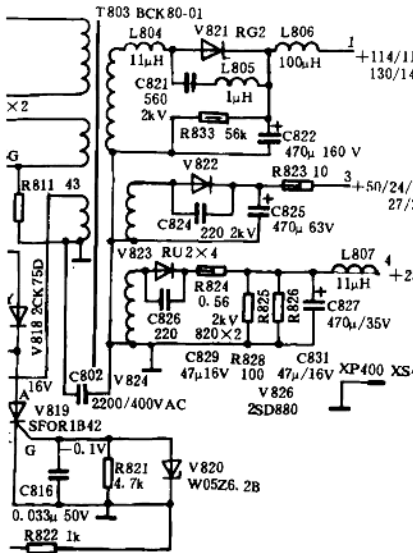 T803 BCK80-01
L804
11μH
V821 RG2
L806
100μH
1
+114/11
130/14
C821
560
2kV
L805
1μH
×2
R833 56k
C822
470μ 160 V
G
V822
R823 10
3
+50/24/
27/
R811
43
C824
220 2kV
C825
470μ 63V
V823
RU2×4
L807
11μH
4
+2
R824
0.56
2kV
C826
220
820×2
R825
R826
C827
470μ/35V
V818 2CK75D
C829
47μ16V
R828
100
C831
47μ/16V
V826
2SD880
XP400 XS4
16V
C802
2200/400VAC
V824
A
V819
SFOR1B42
G
-0.1V
C816
0.033μ 50V
R821
4.7k
V820
W05Z6.2B
R822 1k